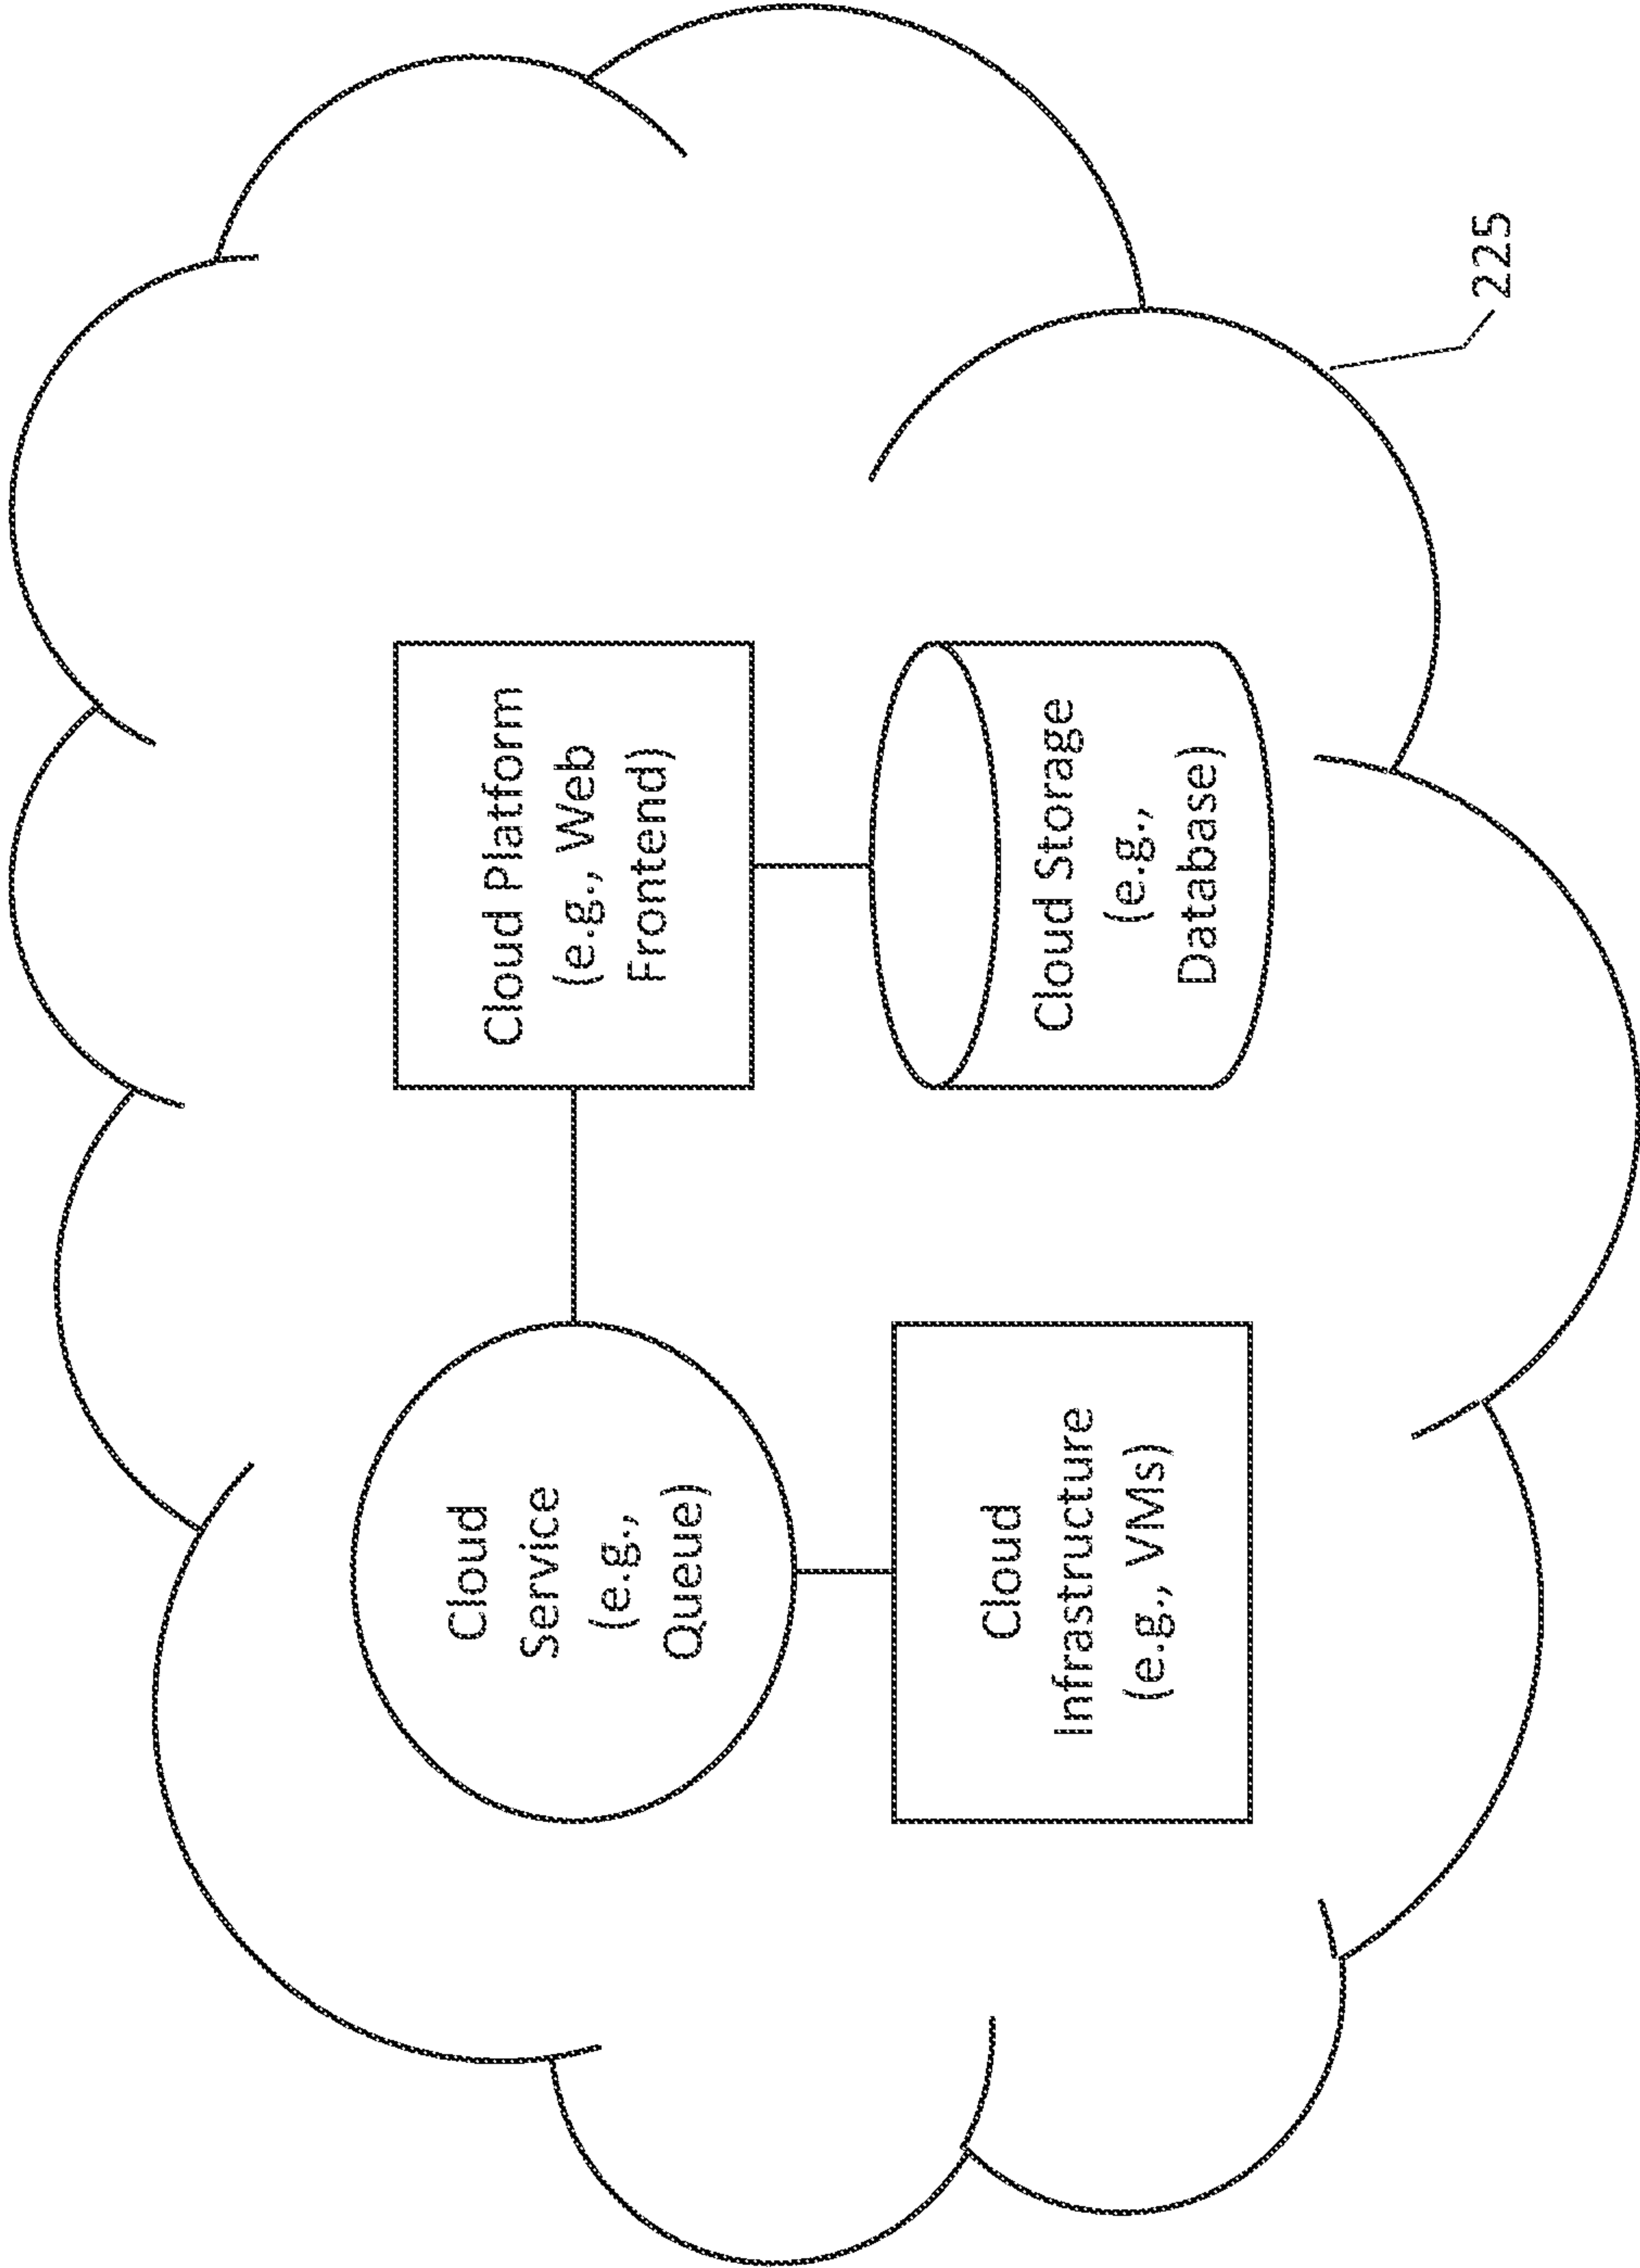 Cloud
Service
(e.g.,
Queue)
Cloud Platform
(e.g., Web
Frontend)
Cloud
Infrastructure
(e.g., VMs)
Cloud Storage
(e.g.,
Database)
225